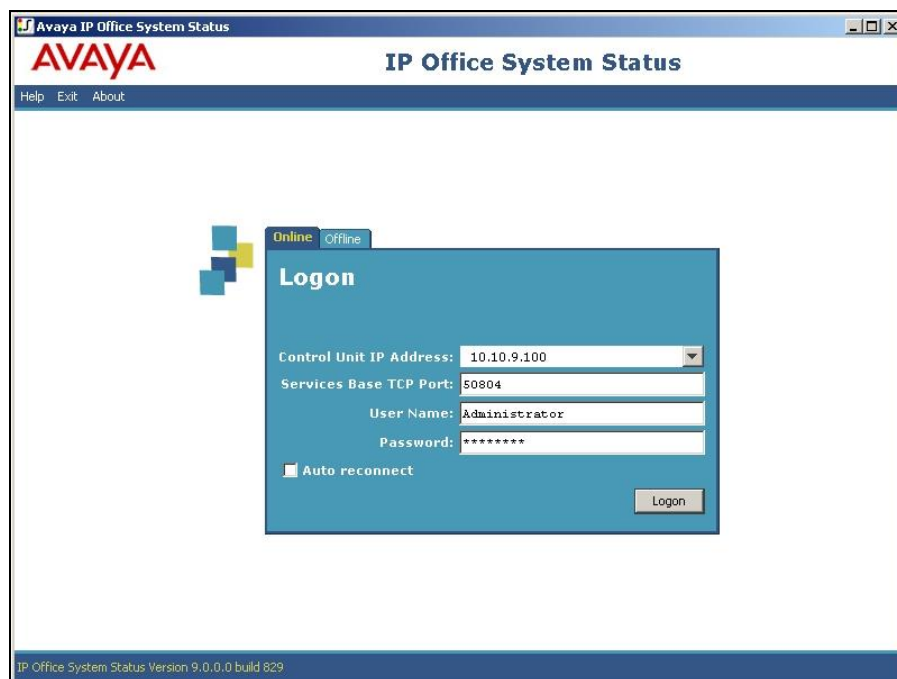 Avaya IP Office System Status
AVAYA
IP Office System Status
Help Exit About
Online Offline
Logon
Control Unit IP Address: 10.10.9.100
Services Base TCP Port: 50804
User Name: Administrator
Password: ********
Auto reconnect
Logon
IP Office System Status Version 9.0.0.0 build 829